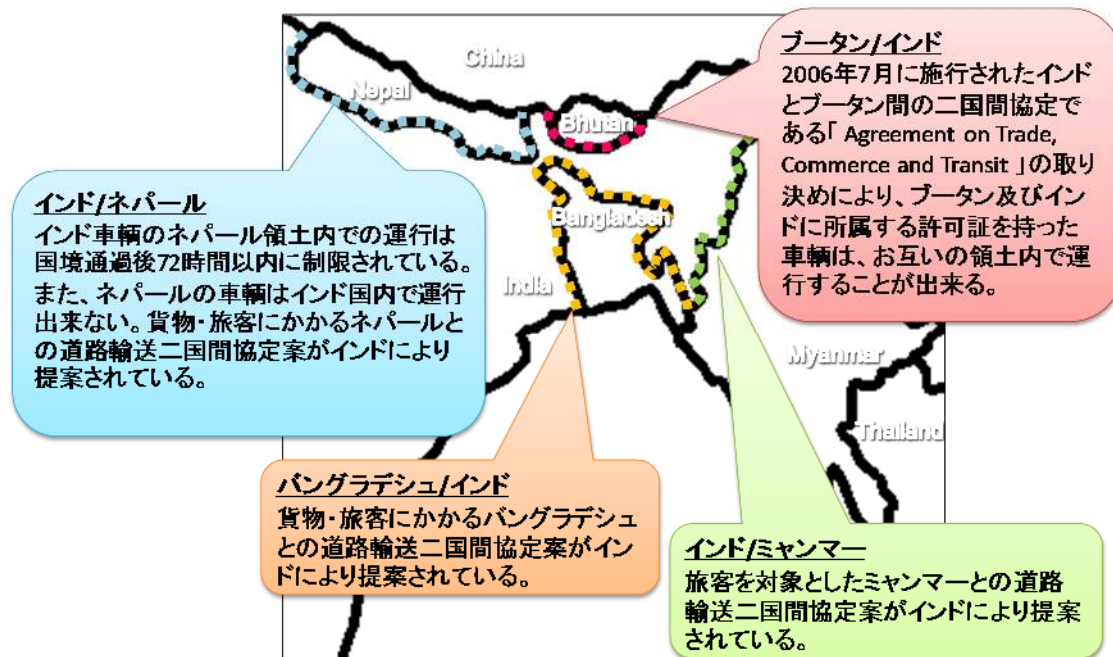 China
Nepal
Bhutan
Bangladesh
India
Myanmar
Thailand
ブータン/インド
2006年7月に施行されたインド
とブータン間の二国間協定で
ある「 Agreement on Trade,
Commerce and Transit 」の取り
決めにより、ブータン及びイン
ドに所属する許可証を持った
車輌は、お互いの領土内で運
行することが出来る。
インド/ネパール
インド車輌のネパール領土内での運行は
国境通過後72時間以内に制限されている。
また、ネパールの車輌はインド国内で運行
出来ない。貨物・旅客にかかるネパールと
の道路輸送二国間協定案がインドにより
提案されている。
バングラデシュ/インド
貨物・旅客にかかるバングラデシュ
との道路輸送二国間協定案がイン
ドにより提案されている。
インド/ミャンマー
旅客を対象としたミャンマーとの道路
輸送二国間協定案がインドにより提案
されている。